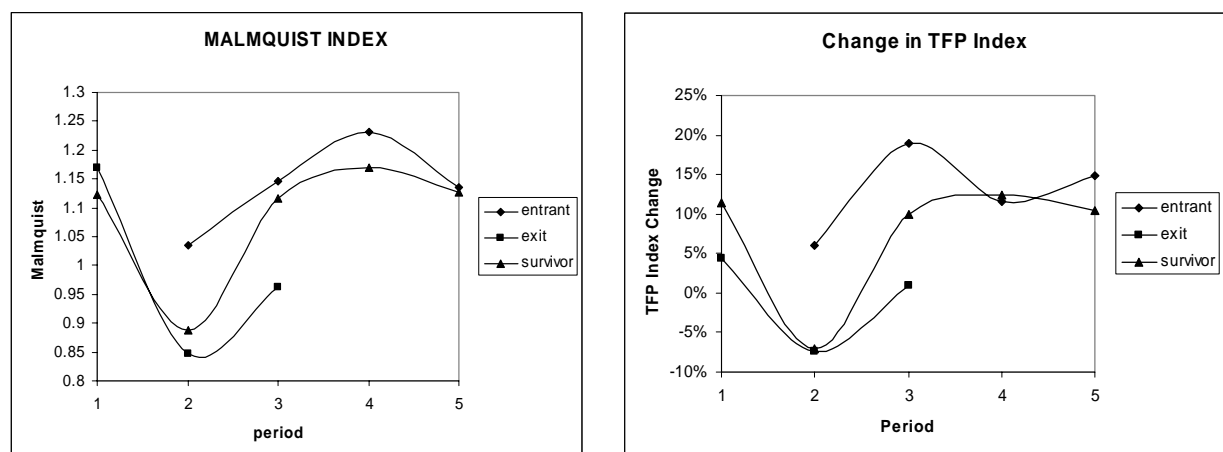 MALMQUIST INDEX
1.3
1.25
1.2
1.15
1.1
1.05
1
0.95
0.9
0.85
0.8
Malmquist
1 2 3 4 5
period
entrant
exit
survivor
Change in TFP Index
25%
20%
15%
10%
5%
0%
-5%
-10%
TFP Index Change
1 2 3 4 5
Period
entrant
exit
survivor